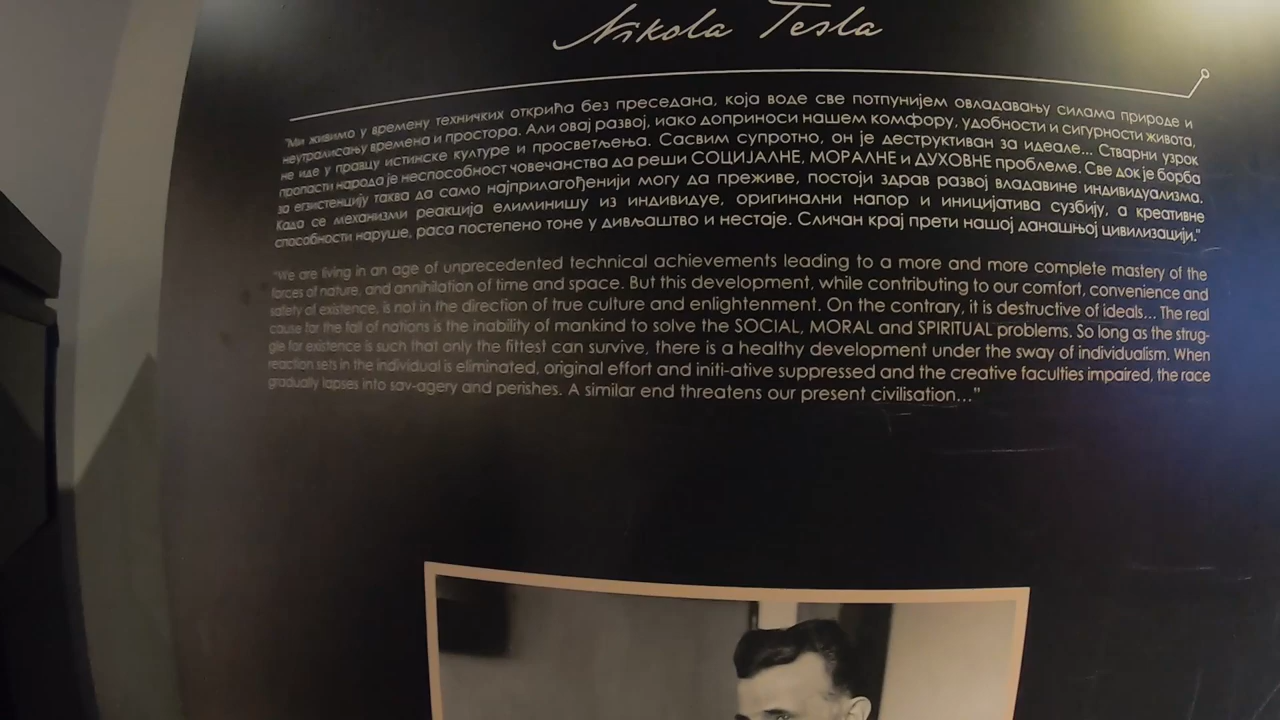 Nikola Tesla
"Ми живимо у времену техничких открића без преседана, која воде све потпунијем овладавању силама природе и
неутралисању времена и простора. Али овај развој, иако доприноси нашем комфору, удобности и сигурности живота,
не иде у правцу истинске културе и просветљења. Сасвим супротно, он је деструктиван за идеале... Стварни узрок
пропасти народа је неспособност човечанства да реши СОЦИЈАЛНЕ, МОРАЛНЕ и ДУХОВНЕ проблеме. Све док је борба
за егзистенцију таква да само најприлагођенији могу да преживе, постоји здрав развој владавине индивидуализма.
Када се механизми реакција елиминишу из индивидуе, оригинални напор и иницијатива сузбију, а креативне
способности наруше, раса постепено тоне у дивљаштво и нестаје. Сличан крај прети нашој данашњој цивилизацији."
"We are living in an age of unprecedented technical achievements leading to a more and more complete mastery of the
forces of nature, and annihilation of time and space. But this development, while contributing to our comfort, convenience and
safety of existence, is not in the direction of true culture and enlightenment. On the contrary, it is destructive of ideals... The real
cause for the fall of nations is the inability of mankind to solve the SOCIAL, MORAL and SPIRITUAL problems. So long as the strug-
gle for existence is such that only the fittest can survive, there is a healthy development under the sway of individualism. When
reaction sets in the individual is eliminated, original effort and initi-ative suppressed and the creative faculties impaired, the race
gradually lapses into sav-agery and perishes. A similar end threatens our present civilisation..."